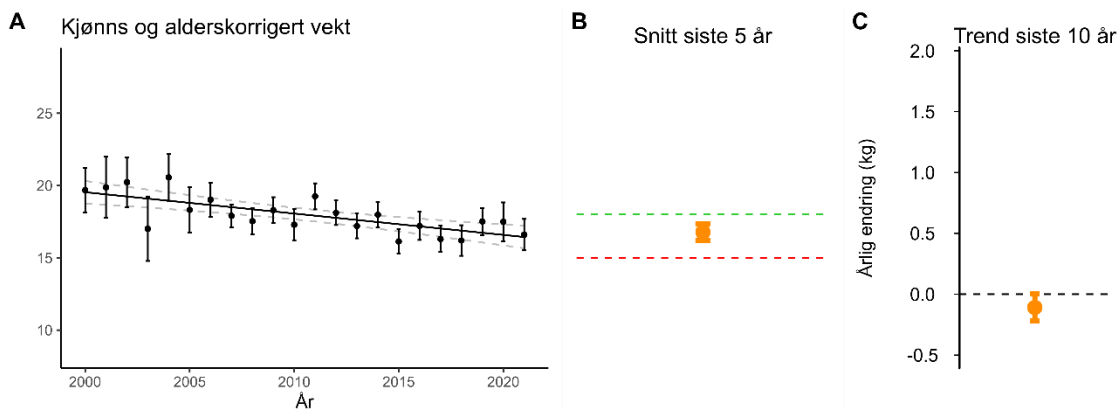 A
Kjønns og alderskorrigert vekt
25
20
15
10
2000
2005
2010
2015
2020
År
B
Snitt siste 5 år
C
Trend siste 10 år
Årlig endring (kg)
2.0
1.5
1.0
0.5
0.0
-0.5